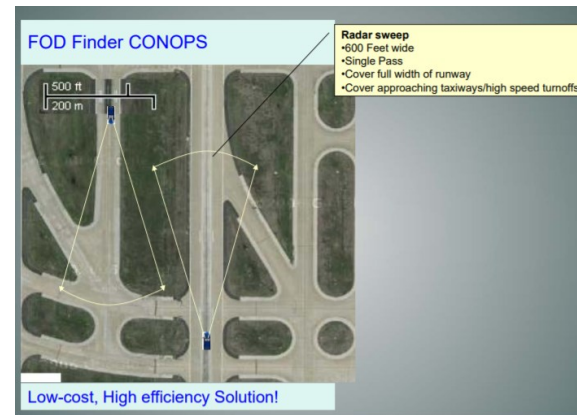 FOD Finder CONOPS
Radar sweep
•600 Feet wide
•Single Pass
•Cover full width of runway
•Cover approaching taxiways/high speed turnoffs
500 ft
200 m
Low-cost, High efficiency Solution!